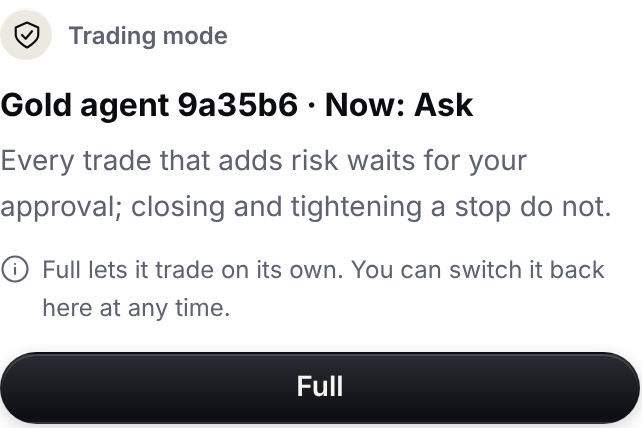 Trading mode
Gold agent 9a35b6 · Now: Ask
Every trade that adds risk waits for your
approval; closing and tightening a stop do not.
Full lets it trade on its own. You can switch it back
here at any time.
Full